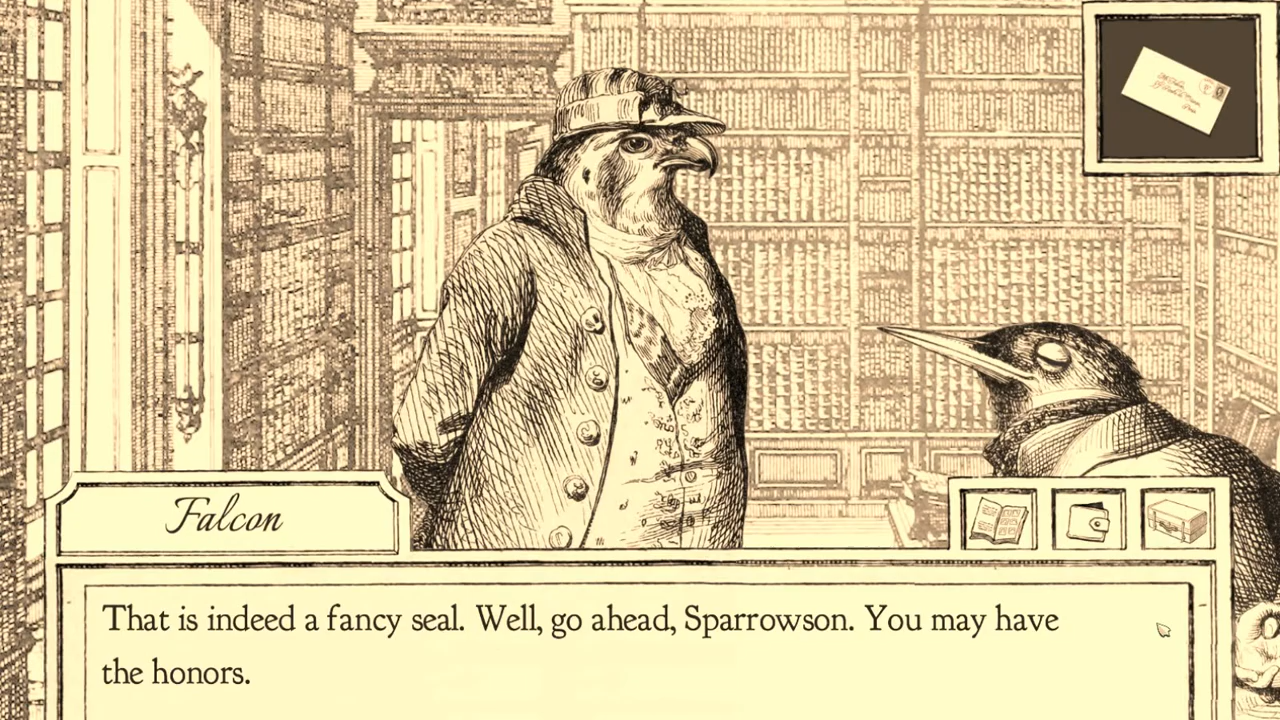 Falcon
That is indeed a fancy seal. Well, go ahead, Sparrowson. You may have
the honors.